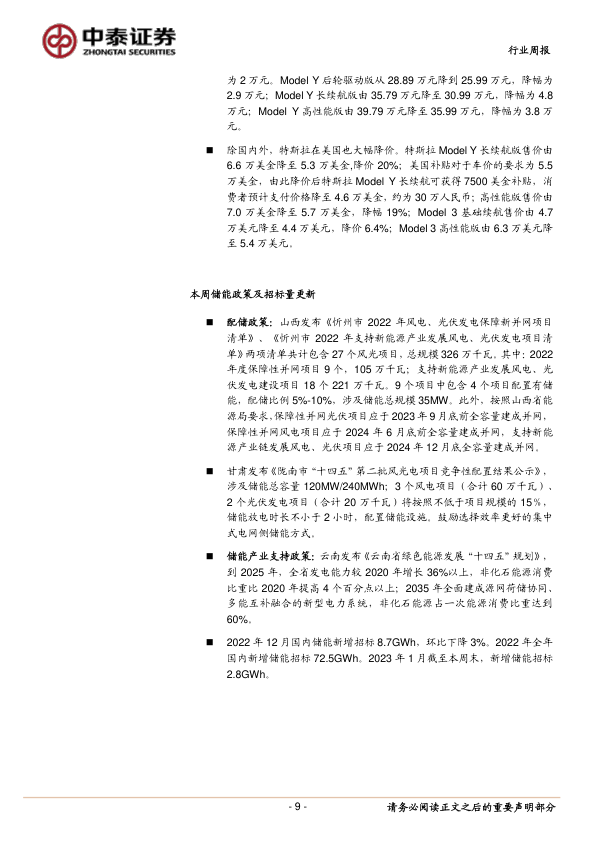 中泰证券
ZHONGTAI SECURITIES
行业周报
为 2 万元。Model Y 后轮驱动版从 28.89 万元降到 25.99 万元，降幅为
2.9 万元；Model Y 长续航版由 35.79 万元降至 30.99 万元，降幅为 4.8
万元；Model Y 高性能版由 39.79 万元降至 35.99 万元，降幅为 3.8 万
元。
■ 除国内外，特斯拉在美国也大幅降价。特斯拉 Model Y 长续航版售价由
6.6 万美金降至 5.3 万美金,降价 20%；美国补贴对于车价的要求为 5.5
万美金，由此降价后特斯拉 Model Y 长续航可获得 7500 美金补贴，消
费者预计支付价格降至 4.6 万美金，约为 30 万人民币；高性能版售价由
7.0 万美金降至 5.7 万美金，降幅 19%；Model 3 基础续航售价由 4.7
万美元降至 4.4 万美元，降价 6.4%；Model 3 高性能版由 6.3 万美元降
至 5.4 万美元。
本周储能政策及招标量更新
■ 配储政策：山西发布《忻州市 2022 年风电、光伏发电保障新并网项目
清单》、《忻州市 2022 年支持新能源产业发展风电、光伏发电项目清
单》两项清单共计包含 27 个风光项目，总规模 326 万千瓦。其中：2022
年度保障性并网项目 9 个，105 万千瓦；支持新能源产业发展风电、光
伏发电建设项目 18 个 221 万千瓦。9 个项目中包含 4 个项目配置有储
能，配储比例 5%-10%，涉及储能总规模 35MW。此外，按照山西省能
源局要求，保障性并网光伏项目应于 2023 年 9 月底前全容量建成并网，
保障性并网风电项目应于 2024 年 6 月底前全容量建成并网，支持新能
源产业链发展风电、光伏项目应于 2024 年 12 月底前全容量建成并网。
■ 甘肃发布《陇南市“十四五”第二批风光电项目竞争性配置结果公示》，
涉及储能总容量 120MW/240MWh；3 个风电项目（合计 60 万千瓦）、
2 个光伏发电项目（合计 20 万千瓦）将按照不低于项目规模的 15%，
储能放电时长不小于 2 小时，配置储能设施。鼓励选择效率更好的集中
式电网侧储能方式。
■ 储能产业支持政策：云南发布《云南省绿色能源发展“十四五”规划》，
到 2025 年，全省发电能力较 2020 年增长 36%以上，非化石能源消费
比重比 2020 年提高 4 个百分点以上；2035 年全面建成源网荷储协同，
多能互补融合的新型电力系统，非化石能源占一次能源消费比重达到
60%。
■ 2022 年 12 月国内储能新增招标 8.7GWh，环比下降 3%。2022 年全年
国内新增储能招标 72.5GWh。2023 年 1 月截至本周末，新增储能招标
2.8GWh。
- 9 -
请务必阅读正文之后的重要声明部分